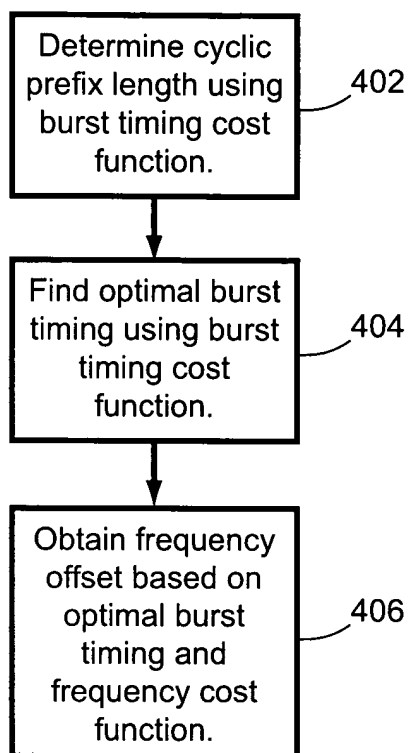 Determine cyclic
prefix length using
burst timing cost
function.
402
Find optimal burst
timing using burst
timing cost
function.
404
Obtain frequency
offset based on
optimal burst
timing and
frequency cost
function.
406